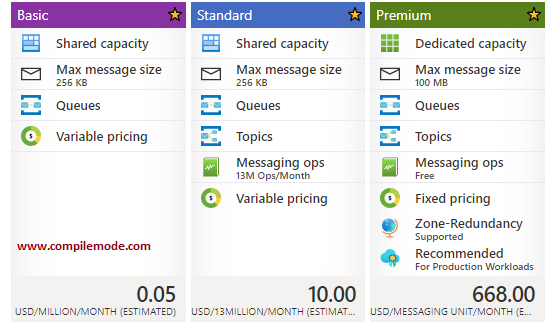 Basic
Shared capacity
Max message size
256 KB
Queues
Variable pricing
www.compilemode.com
0.05
USD/MILLION/MONTH (ESTIMATED)
Standard
Shared capacity
Max message size
256 KB
Queues
Topics
Messaging ops
13M Ops/Month
Variable pricing
10.00
USD/13MILLION/MONTH (ESTIMAT...
Premium
Dedicated capacity
Max message size
100 MB
Queues
Topics
Messaging ops
Free
Fixed pricing
Zone-Redundancy
Supported
Recommended
For Production Workloads
668.00
USD/MESSAGING UNIT/MONTH (E...